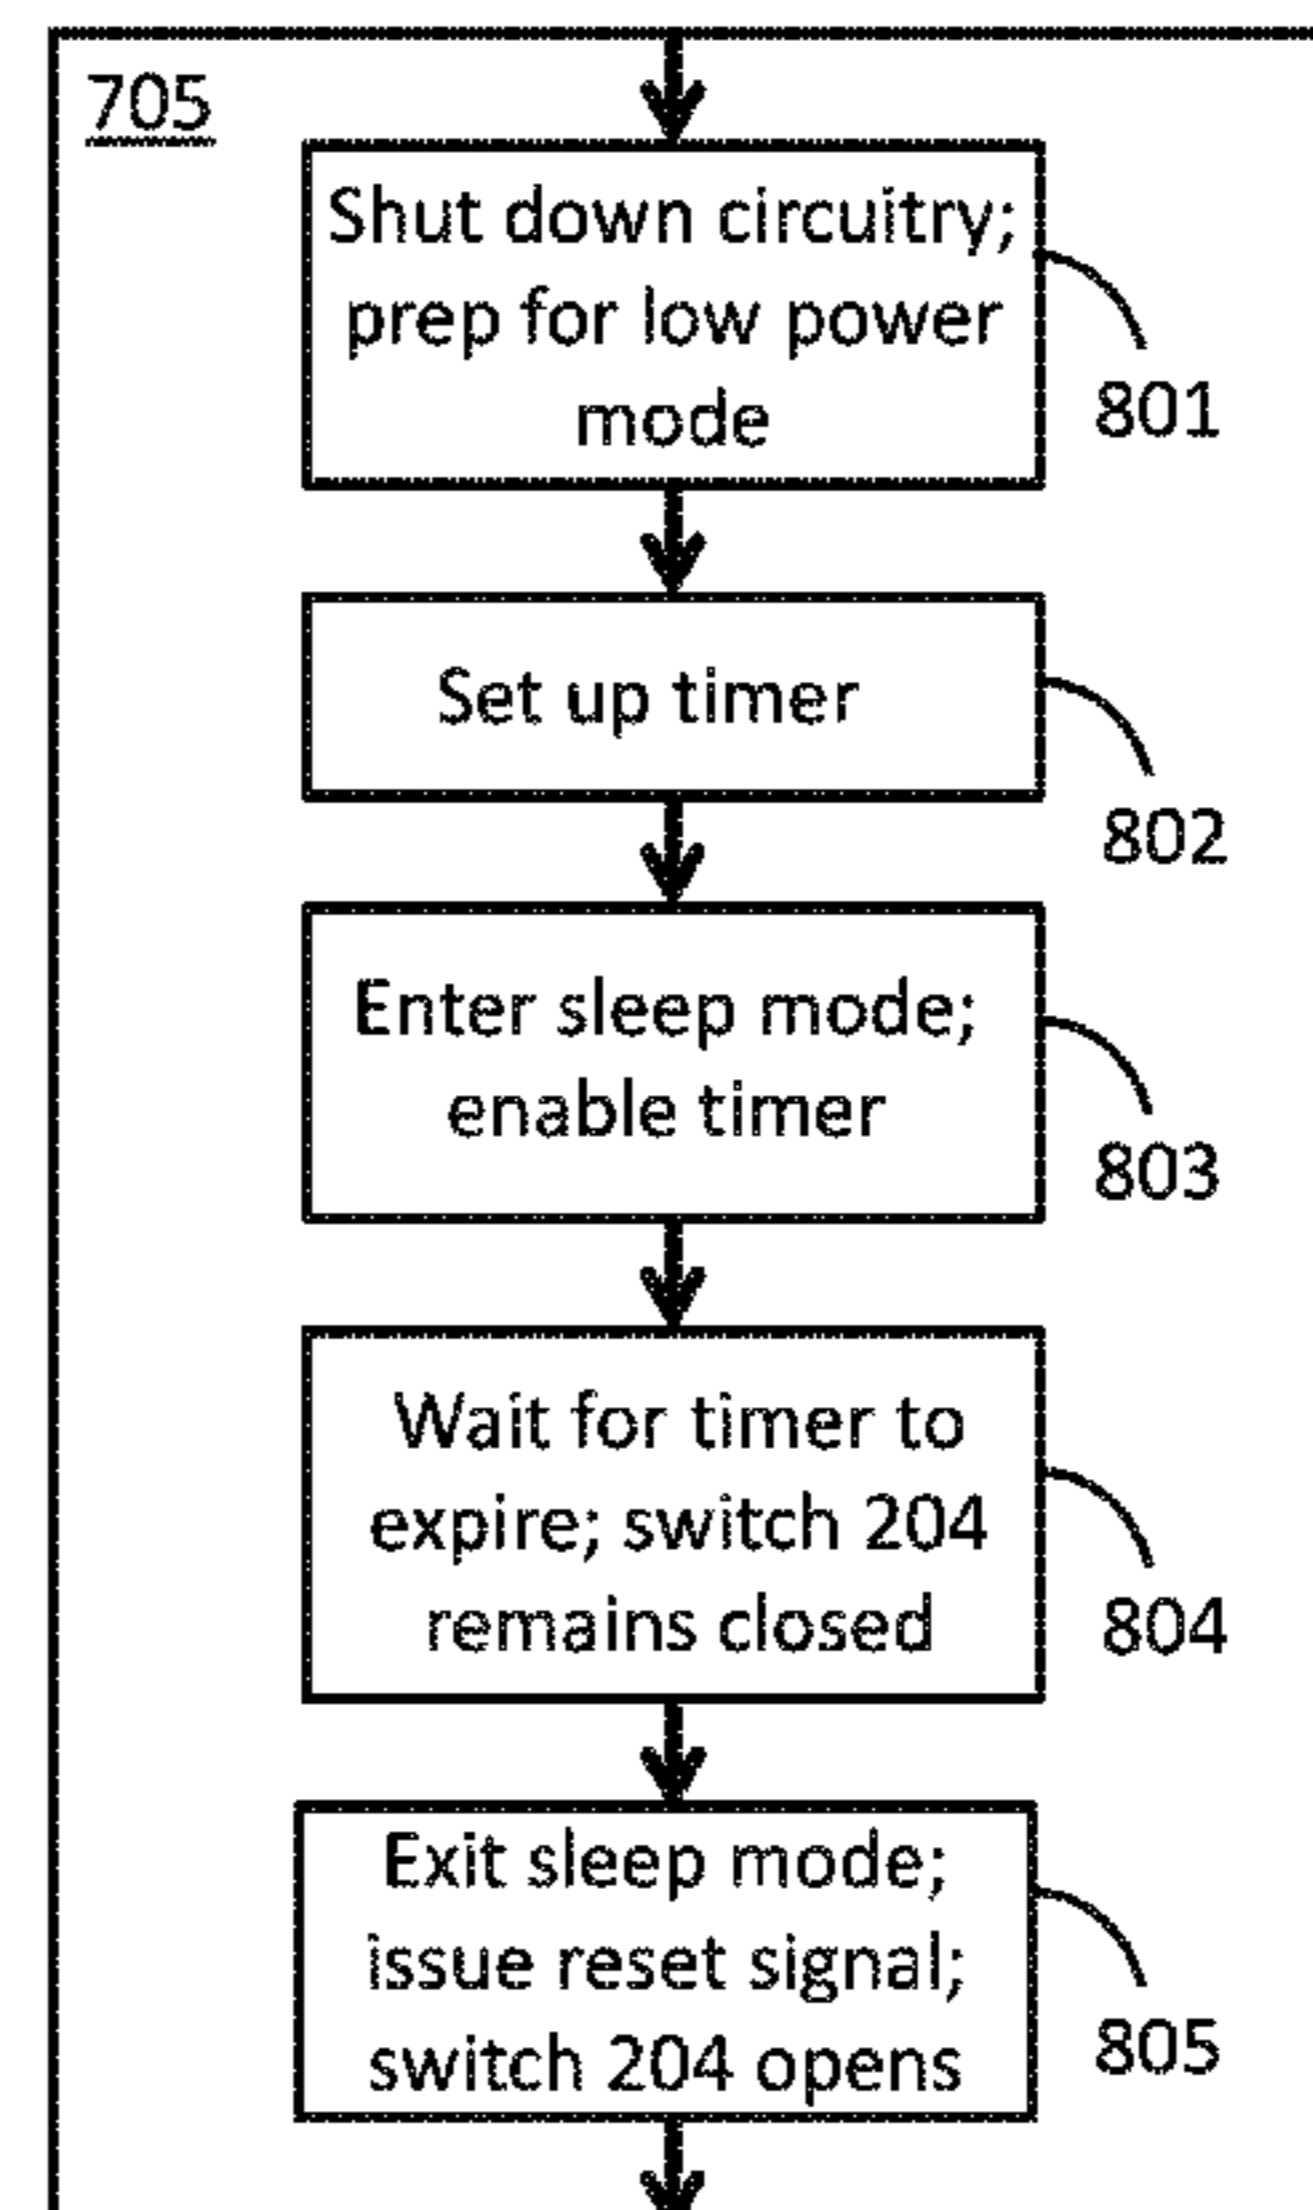 705
Shut down circuitry;
prep for low power
mode
801
Set up timer
802
Enter sleep mode;
enable timer
803
Wait for timer to
expire; switch 204
remains closed
804
Exit sleep mode;
issue reset signal;
switch 204 opens
805